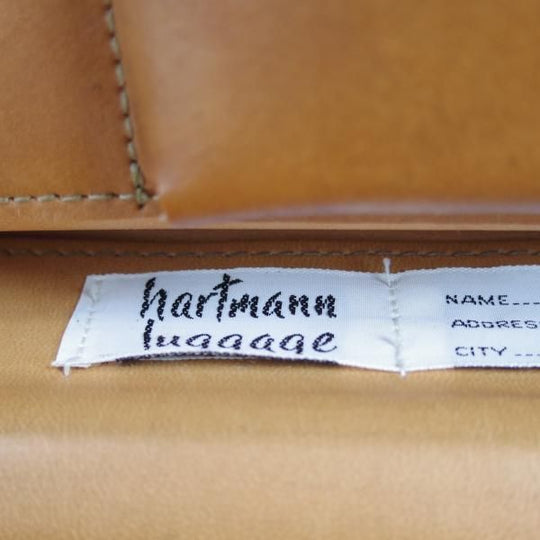 hartmann
luggage
NAME
ADDRES
CITY